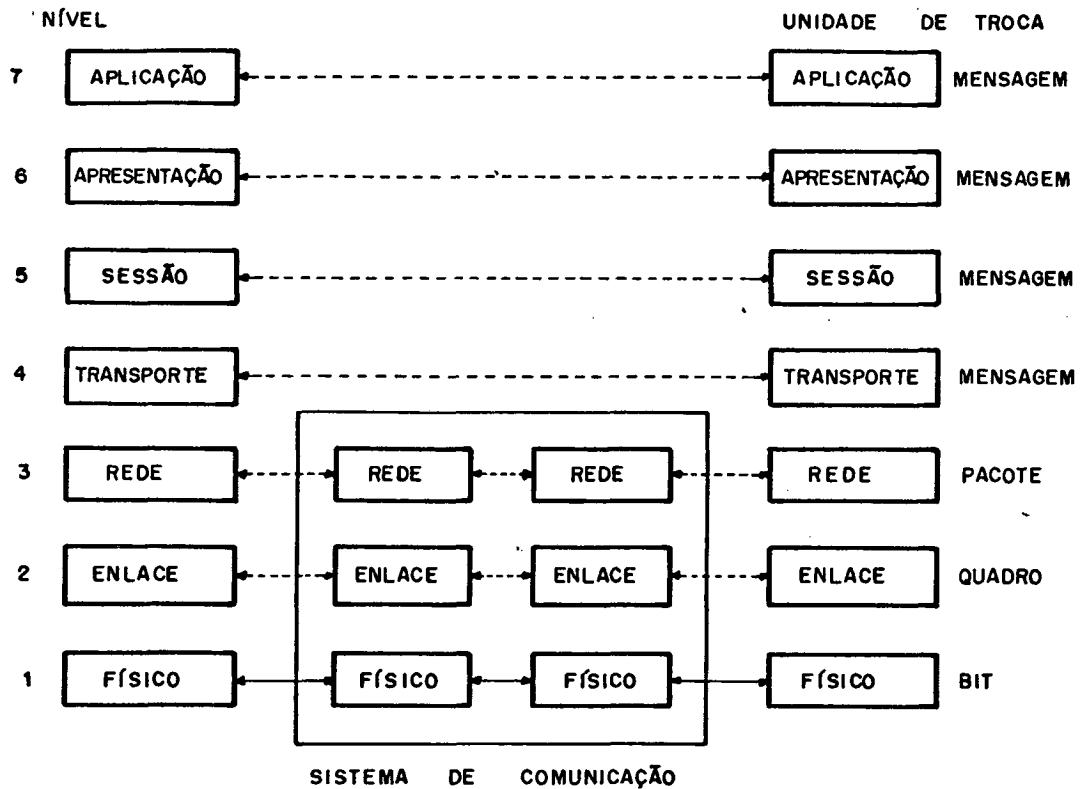 NÍVEL UNIDADE DE TROCA
7 APLICAÇÃO APLICAÇÃO MENSAGEM
6 APRESENTAÇÃO APRESENTAÇÃO MENSAGEM
5 SESSÃO SESSÃO MENSAGEM
4 TRANSPORTE TRANSPORTE MENSAGEM
3 REDE REDE REDE REDE PACOTE
2 ENLACE ENLACE ENLACE ENLACE QUADRO
1 FÍSICO FÍSICO FÍSICO FÍSICO BIT
SISTEMA DE COMUNICAÇÃO